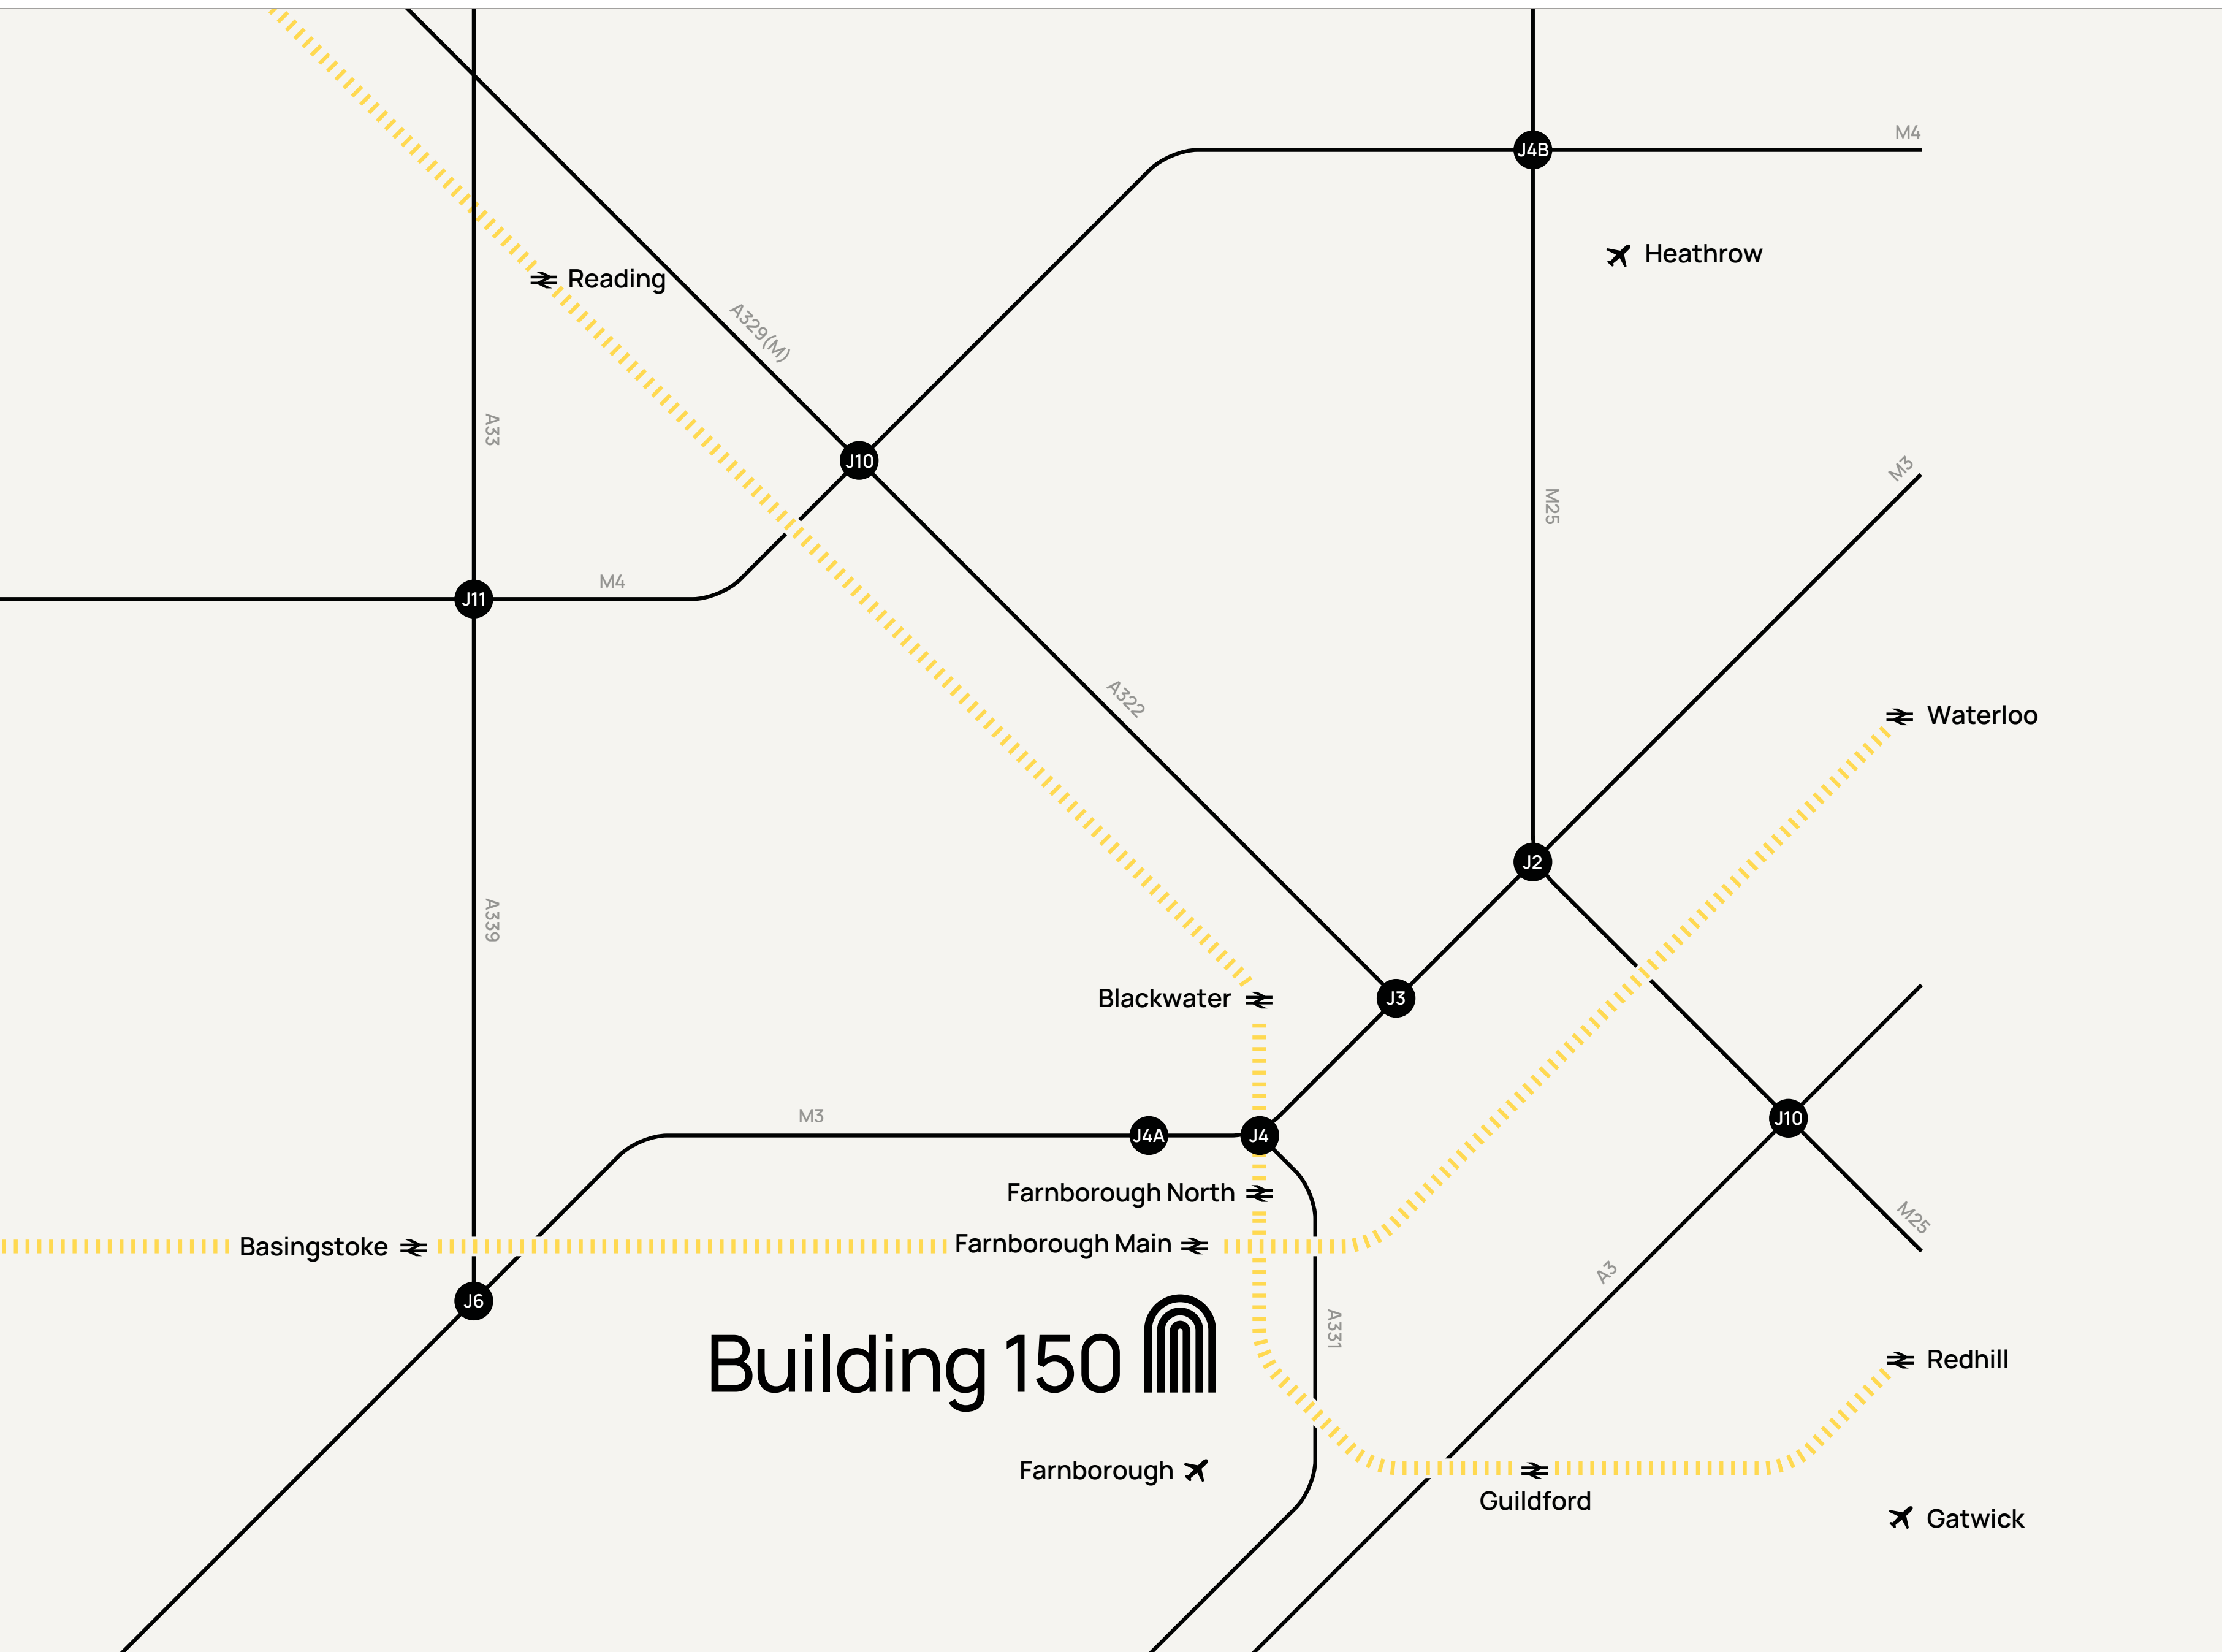 M4
J4B
Heathrow
Reading
A329(M)
A33
J10
M3
M25
M4
J11
A322
Waterloo
J2
A339
Blackwater
J3
M3
J4A
J4
J10
Farnborough North
M25
Basingstoke
Farnborough Main
A3
J6
A331
Building 150
Redhill
Farnborough
Guildford
Gatwick